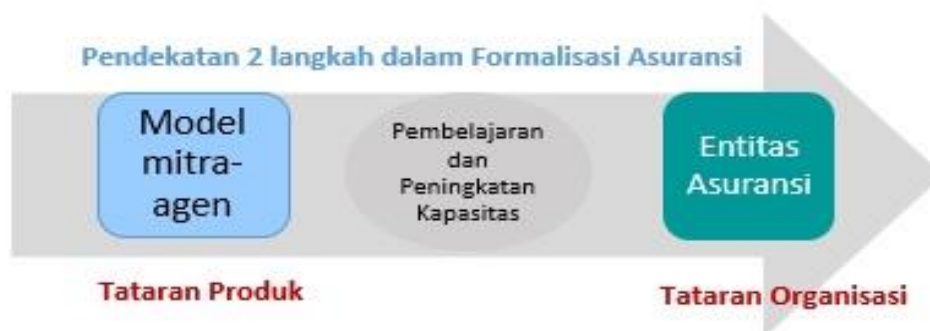 Pendekatan 2 langkah dalam Formalisasi Asuransi
Model
mitra-
agen
Pembelajaran
dan
Peningkatan
Kapasitas
Entitas
Asuransi
Tataran Produk
Tataran Organisasi